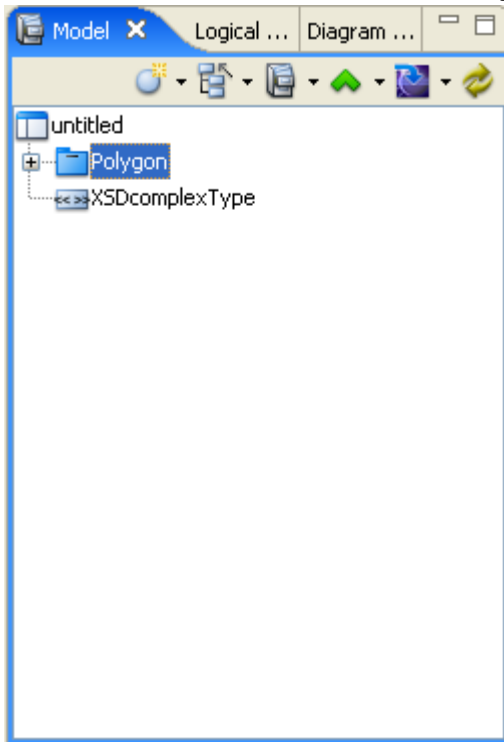 Model Logical ... Diagram ...
untitled
Polygon
<< >> XSDcomplexType